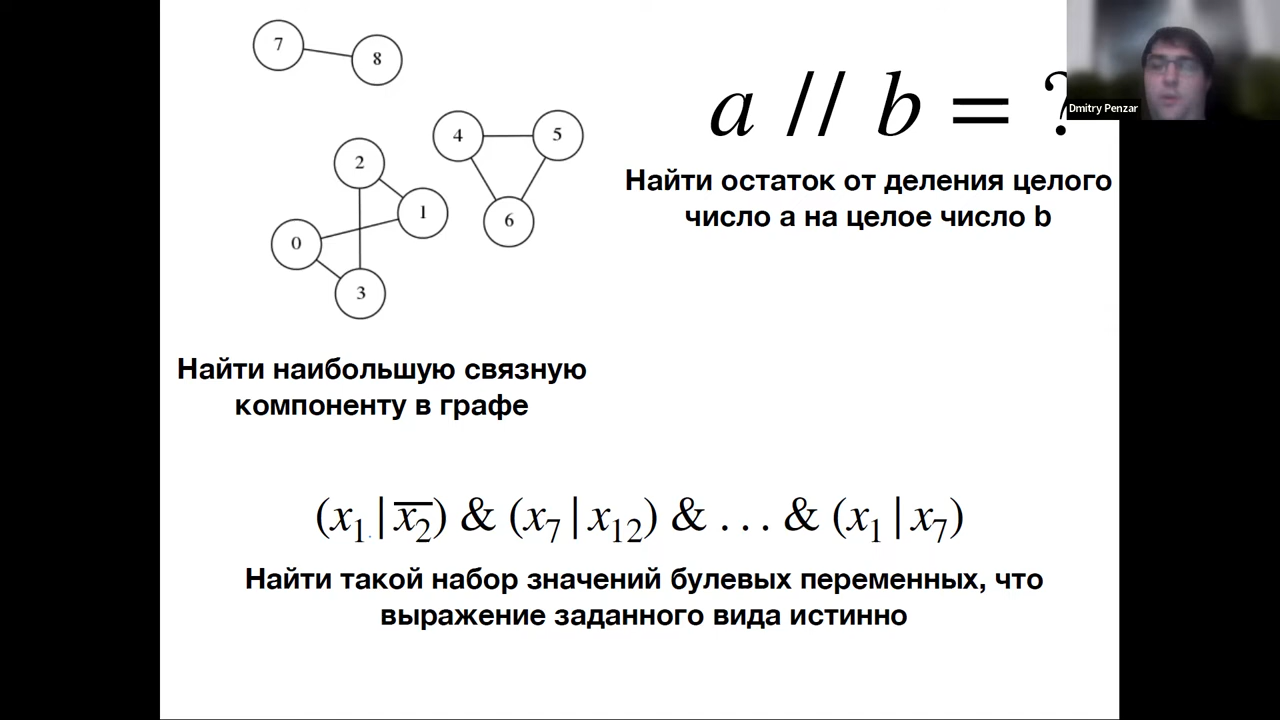 7
8
4
5
2
1
6
0
3
a // b = ?
Dmitry Penzar
Найти остаток от деления целого
число a на целое число b
Найти наибольшую связную
компоненту в графе
(x₁ | x̅₂) & (x₇ | x₁₂) & . . . & (x₁ | x₇)
Найти такой набор значений булевых переменных, что
выражение заданного вида истинно